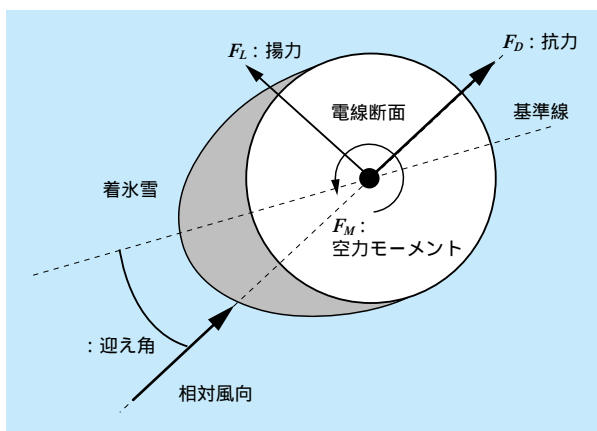 F_L：揚力
F_D：抗力
電線断面
基準線
着氷雪
F_M：
空力モーメント
：迎え角
相対風向